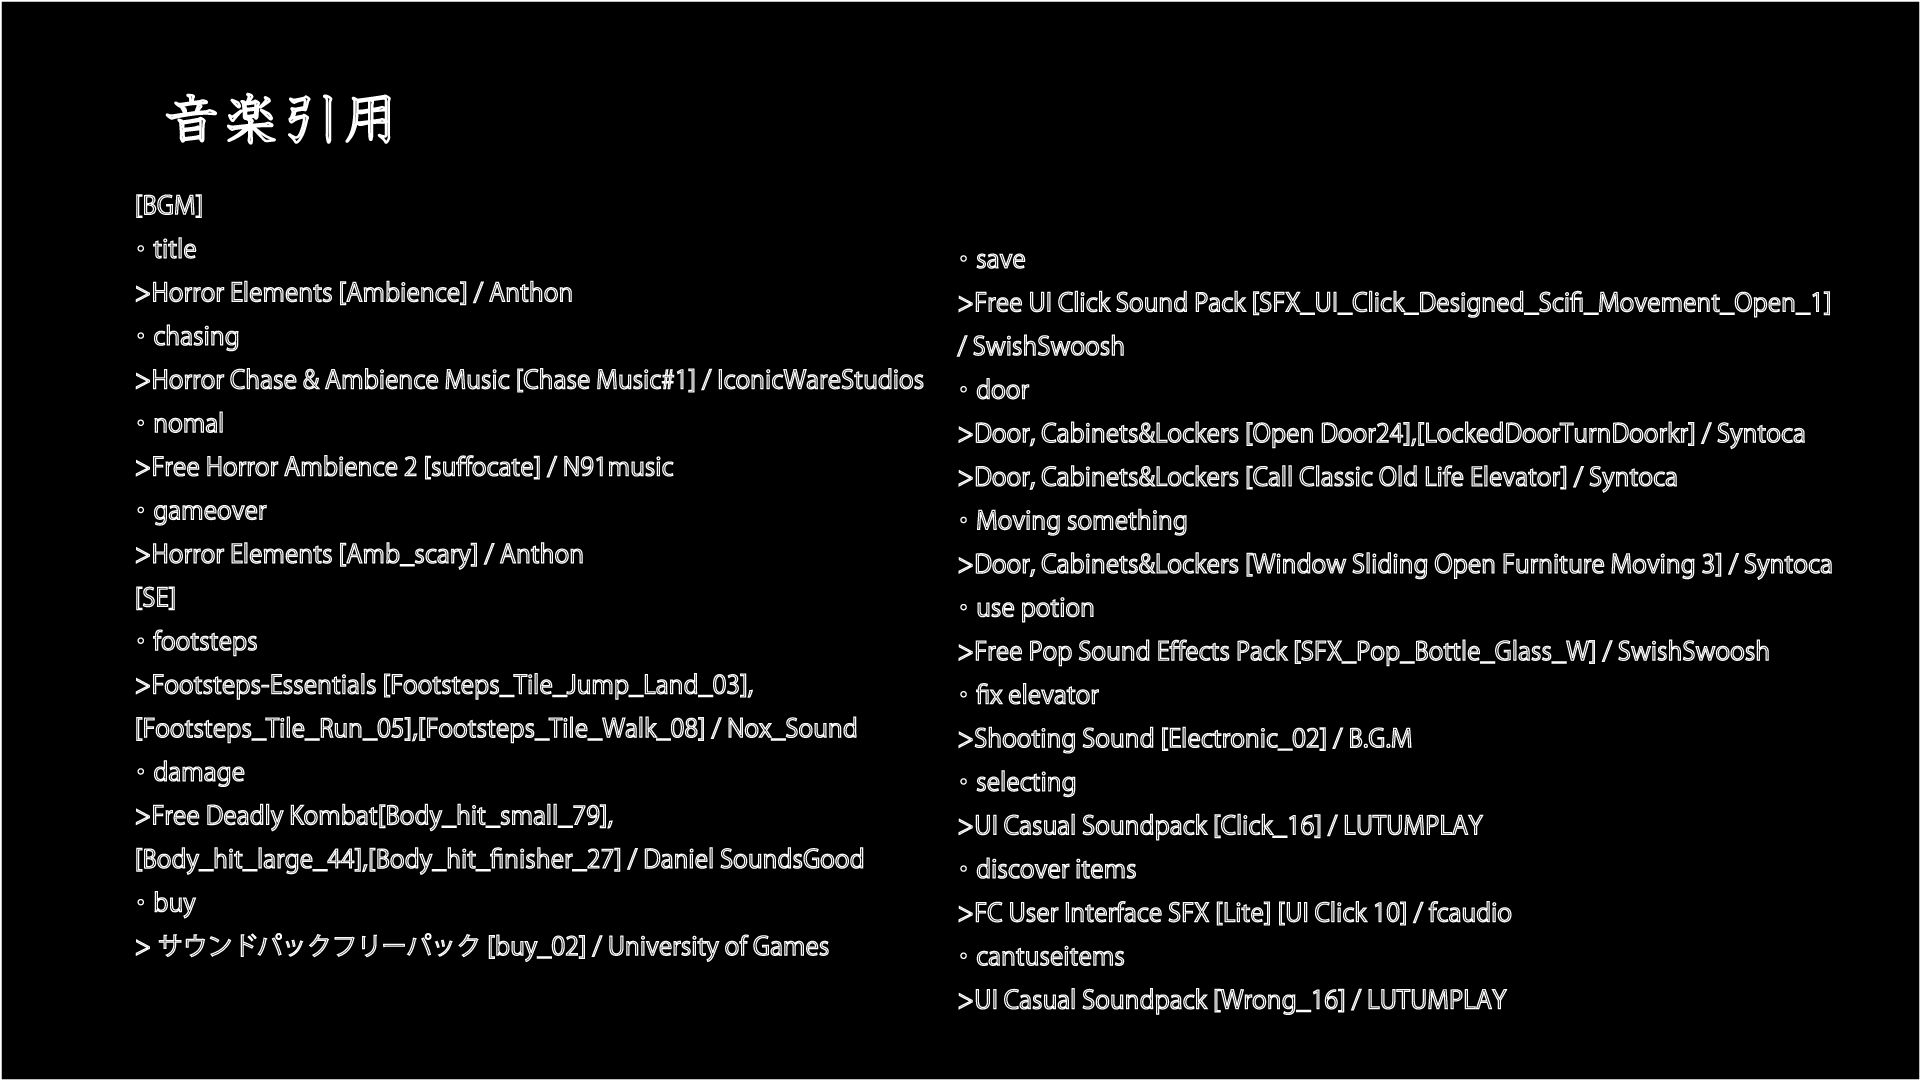 音楽引用
[BGM]
◦ title
>Horror Elements [Ambience] / Anthon
◦ chasing
>Horror Chase & Ambience Music [Chase Music#1] / IconicWareStudios
◦ nomal
>Free Horror Ambience 2 [suffocate] / N91music
◦ gameover
>Horror Elements [Amb_scary] / Anthon
[SE]
◦ footsteps
>Footsteps-Essentials [Footsteps_Tile_Jump_Land_03],
[Footsteps_Tile_Run_05],[Footsteps_Tile_Walk_08] / Nox_Sound
◦ damage
>Free Deadly Kombat[Body_hit_small_79],
[Body_hit_large_44],[Body_hit_finisher_27] / Daniel SoundsGood
◦ buy
> サウンドパックフリーパック [buy_02] / University of Games
◦ save
>Free UI Click Sound Pack [SFX_UI_Click_Designed_Scifi_Movement_Open_1]
/ SwishSwoosh
◦ door
>Door, Cabinets&Lockers [Open Door24],[LockedDoorTurnDoorkr] / Syntoca
>Door, Cabinets&Lockers [Call Classic Old Life Elevator] / Syntoca
◦ Moving something
>Door, Cabinets&Lockers [Window Sliding Open Furniture Moving 3] / Syntoca
◦ use potion
>Free Pop Sound Effects Pack [SFX_Pop_Bottle_Glass_W] / SwishSwoosh
◦ fix elevator
>Shooting Sound [Electronic_02] / B.G.M
◦ selecting
>UI Casual Soundpack [Click_16] / LUTUMPLAY
◦ discover items
>FC User Interface SFX [Lite] [UI Click 10] / fcaudio
◦ cantuseitems
>UI Casual Soundpack [Wrong_16] / LUTUMPLAY